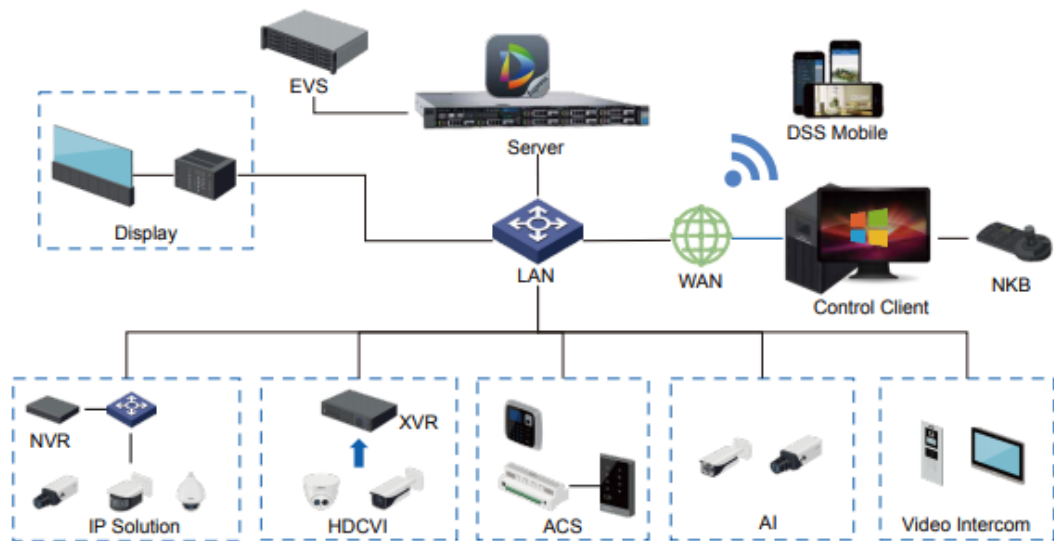 EVS
Server
DSS Mobile
Display
LAN
WAN
Control Client
NKB
NVR
XVR
IP Solution
HDCVI
ACS
AI
Video Intercom